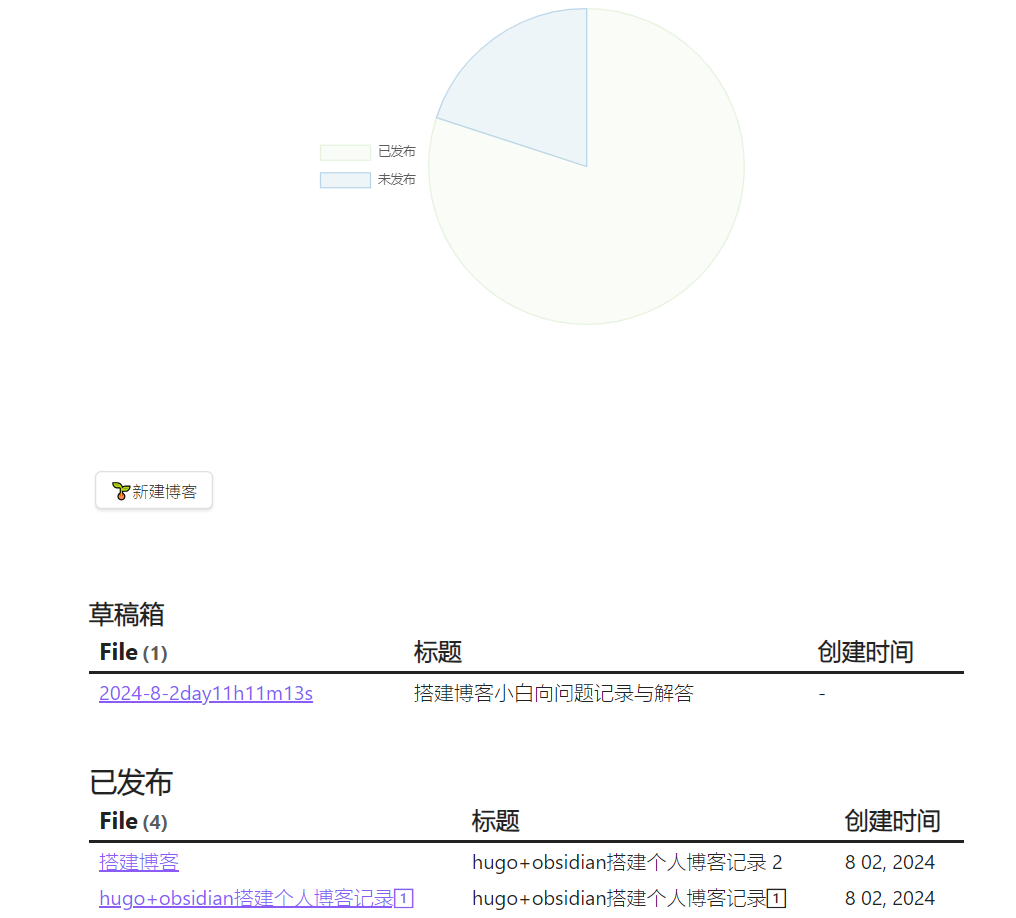 已发布
未发布
🌱新建博客
草稿箱
File (1) 标题 创建时间
2024-8-2day11h11m13s 搭建博客小白向问题记录与解答 -
已发布
File (4) 标题 创建时间
搭建博客 hugo+obsidian搭建个人博客记录 2 8 02, 2024
hugo+obsidian搭建个人博客记录1️ hugo+obsidian搭建个人博客记录1️ 8 02, 2024